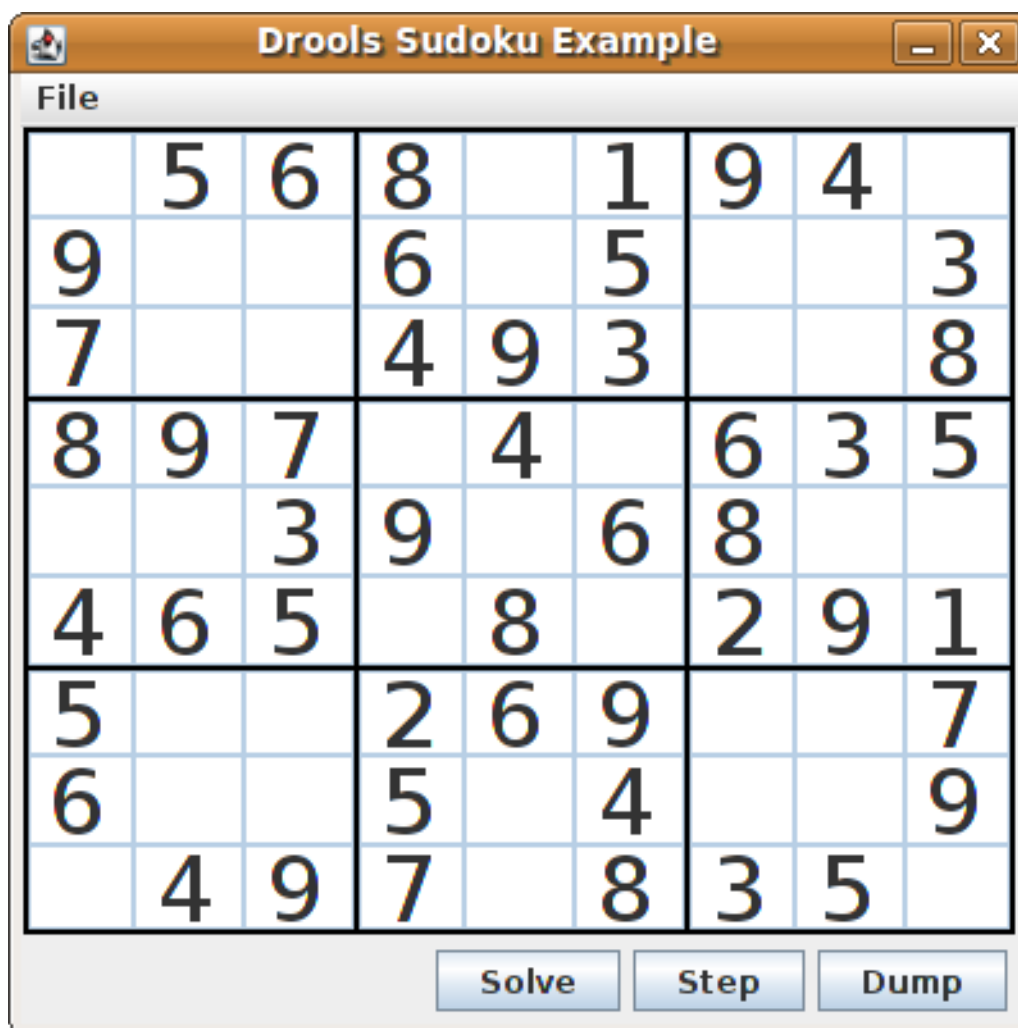 Drools Sudoku Example
File
5 6 8 1 9 4
9 6 5 3
7 4 9 3 8
8 9 7 4 6 3 5
3 9 6 8
4 6 5 8 2 9 1
5 2 6 9 7
6 5 4 9
4 9 7 8 3 5
Solve Step Dump